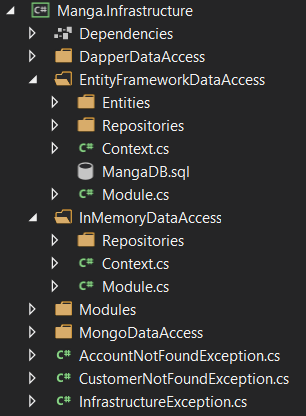 Manga.Infrastructure
Dependencies
DapperDataAccess
EntityFrameworkDataAccess
Entities
Repositories
Context.cs
MangaDB.sql
Module.cs
InMemoryDataAccess
Repositories
Context.cs
Module.cs
Modules
MongoDataAccess
AccountNotFoundException.cs
CustomerNotFoundException.cs
InfrastructureException.cs